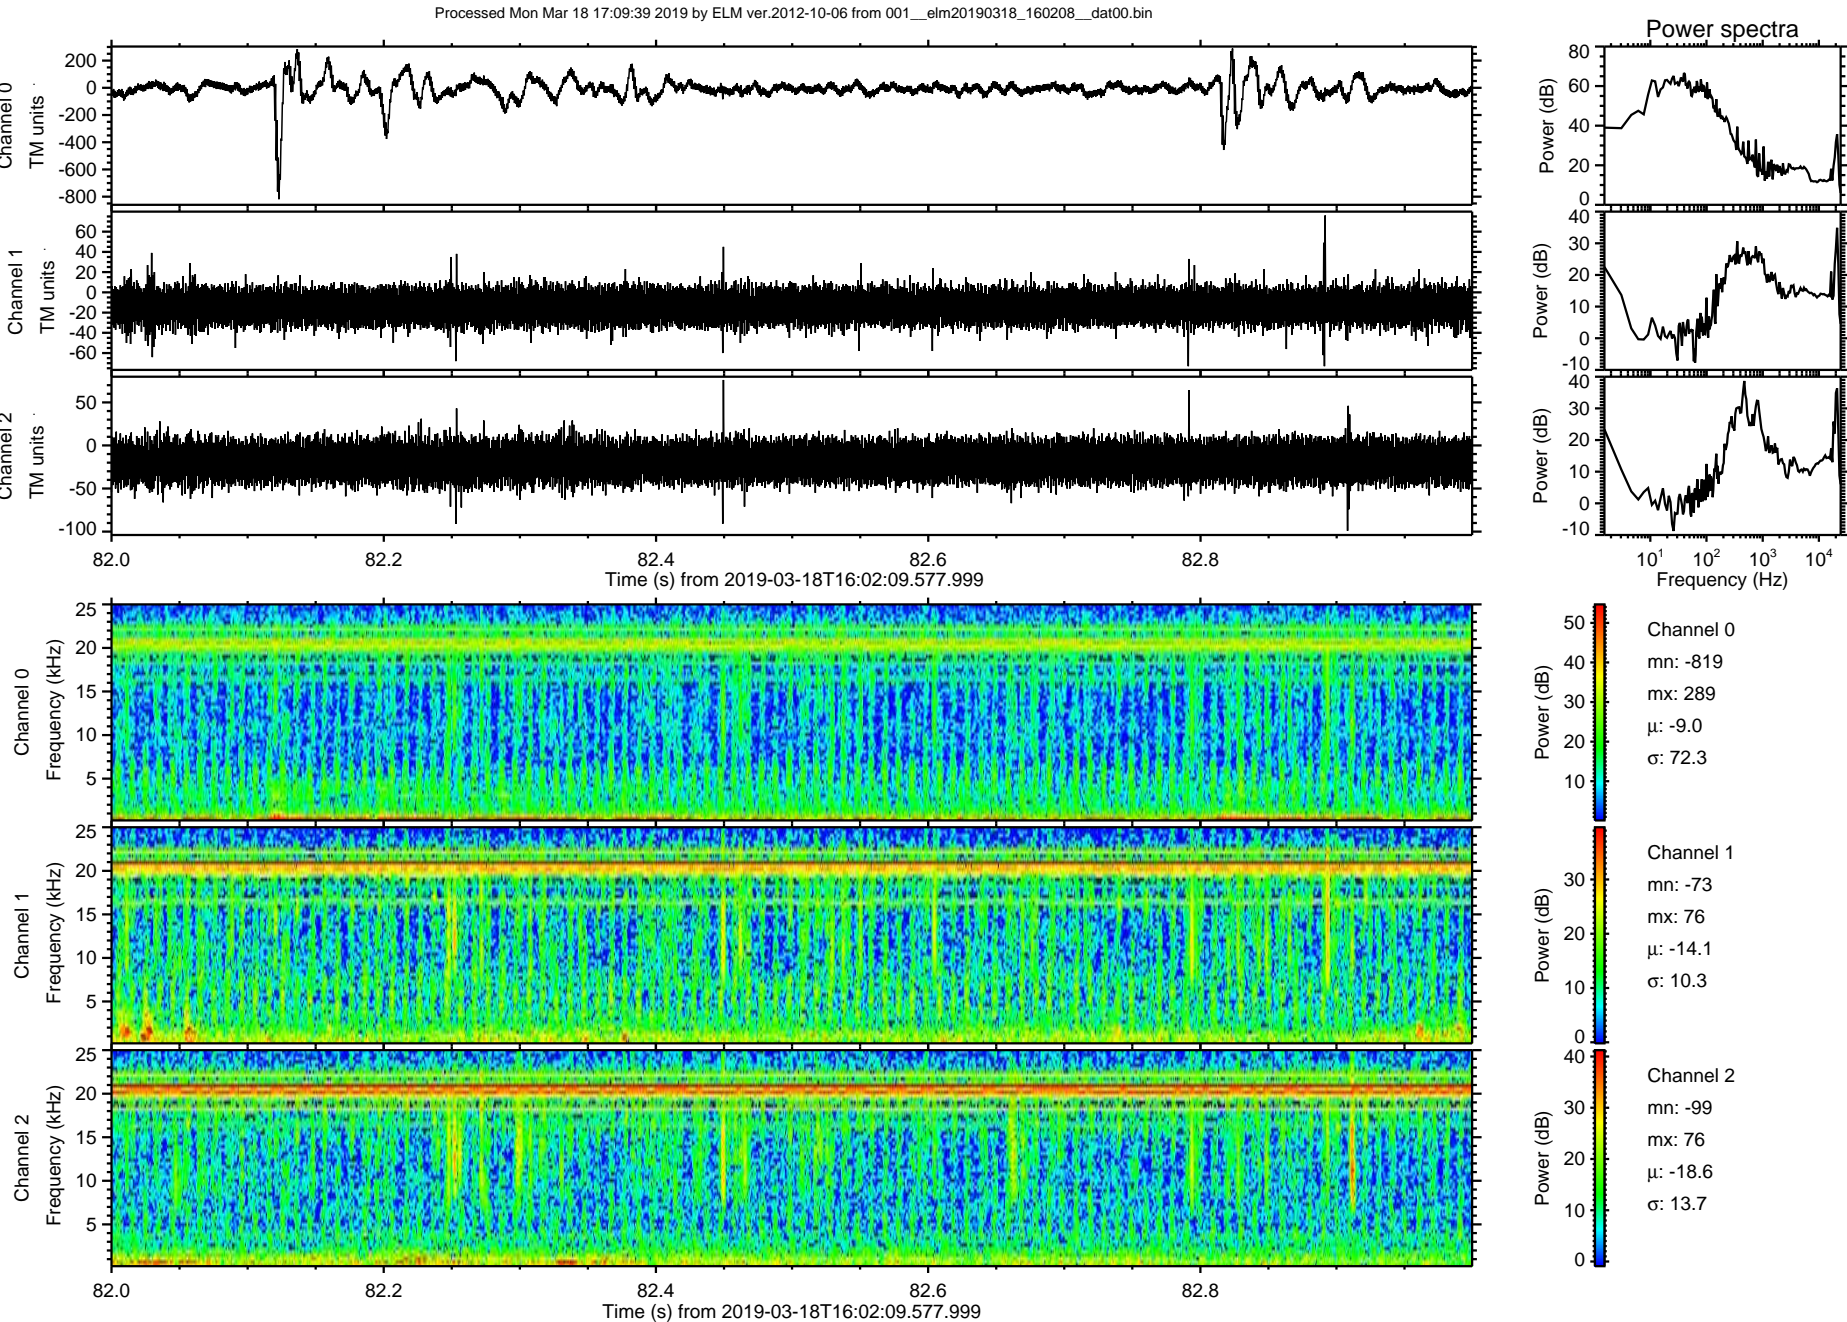 Processed Mon Mar 18 17:09:39 2019 by ELM ver.2012-10-06 from 001__elm20190318_160208__dat00.bin
Power spectra
Channel 0
TM units
200
0
-200
-400
-600
-800
Power (dB)
80
60
40
20
0
Channel 1
TM units
60
40
20
0
-20
-40
-60
Power (dB)
40
30
20
10
0
-10
Channel 2
TM units
50
0
-50
-100
Power (dB)
40
30
20
10
0
-10
82.0 82.2 82.4 82.6 82.8
Time (s) from 2019-03-18T16:02:09.577.999
10^1 10^2 10^3 10^4
Frequency (Hz)
Channel 0
Frequency (kHz)
25
20
15
10
5
Power (dB)
50
40
30
20
10
Channel 0
mn: -819
mx: 289
μ: -9.0
σ: 72.3
Channel 1
Frequency (kHz)
25
20
15
10
5
Power (dB)
30
20
10
0
Channel 1
mn: -73
mx: 76
μ: -14.1
σ: 10.3
Channel 2
Frequency (kHz)
25
20
15
10
5
Power (dB)
40
30
20
10
0
Channel 2
mn: -99
mx: 76
μ: -18.6
σ: 13.7
82.0 82.2 82.4 82.6 82.8
Time (s) from 2019-03-18T16:02:09.577.999